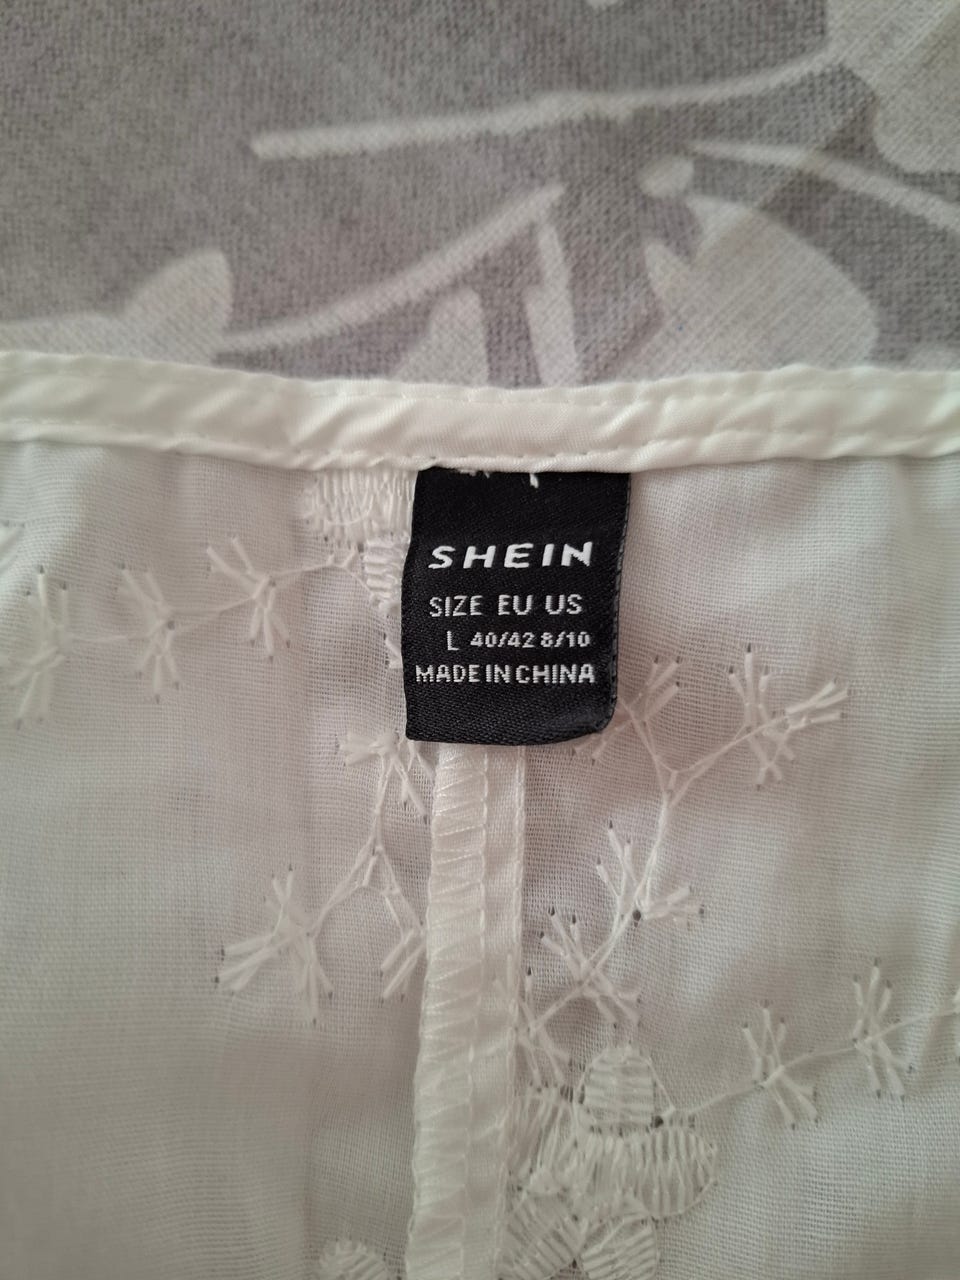 SHEIN
SIZE EU US
L 40/42 8/10
MADE IN CHINA